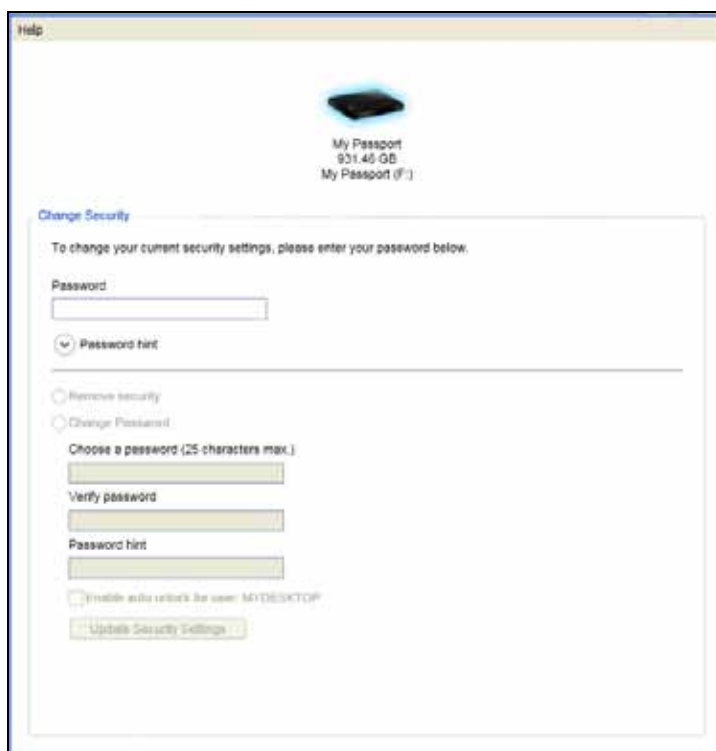 Help
My Passport
931.46 GB
My Passport (F:)
Change Security
To change your current security settings, please enter your password below.
Password
Password hint
Remove security
Change Password
Choose a password (25 characters max.)
Verify password
Password hint
Enable auto unlock for user: MYDESKTOP
Update Security Settings